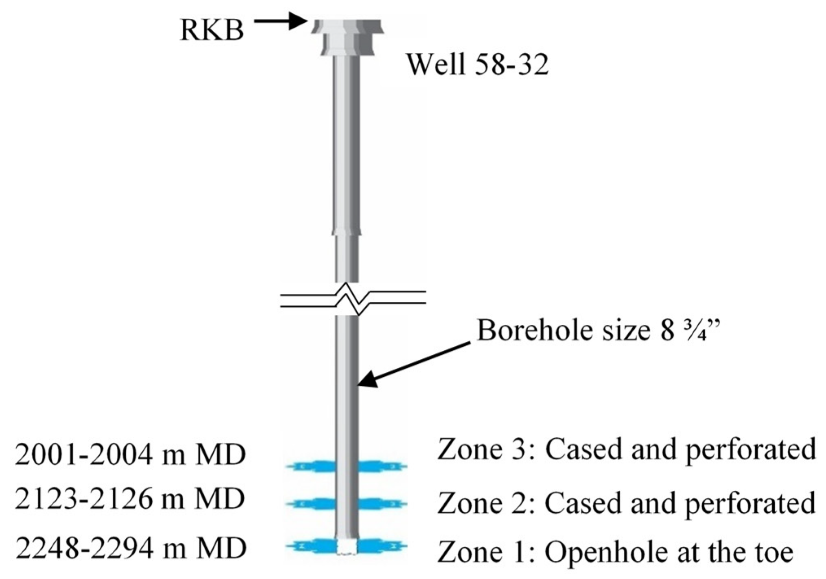 RKB
Well 58-32
Borehole size 8 ¾”
2001-2004 m MD
Zone 3: Cased and perforated
2123-2126 m MD
Zone 2: Cased and perforated
2248-2294 m MD
Zone 1: Openhole at the toe